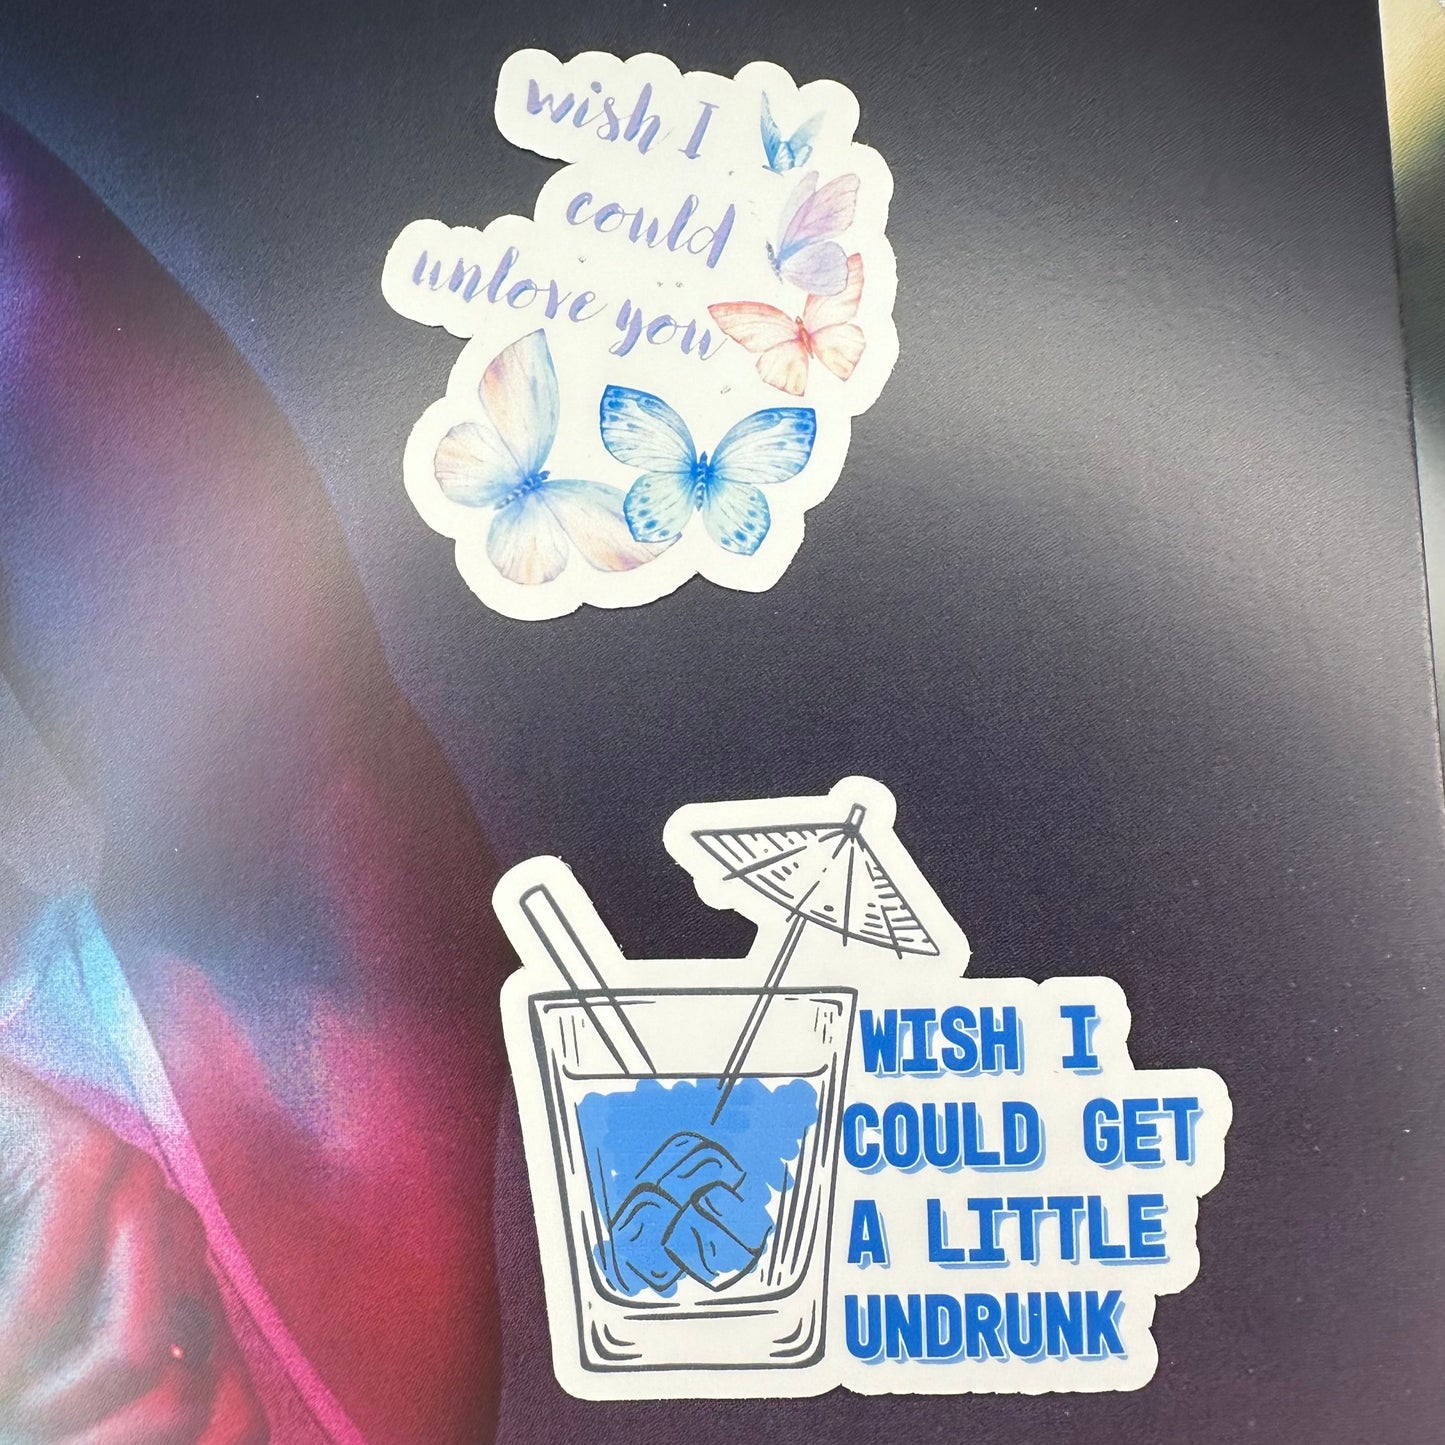 wish I
could
unlove you
WISH I
COULD GET
A LITTLE
UNDRUNK